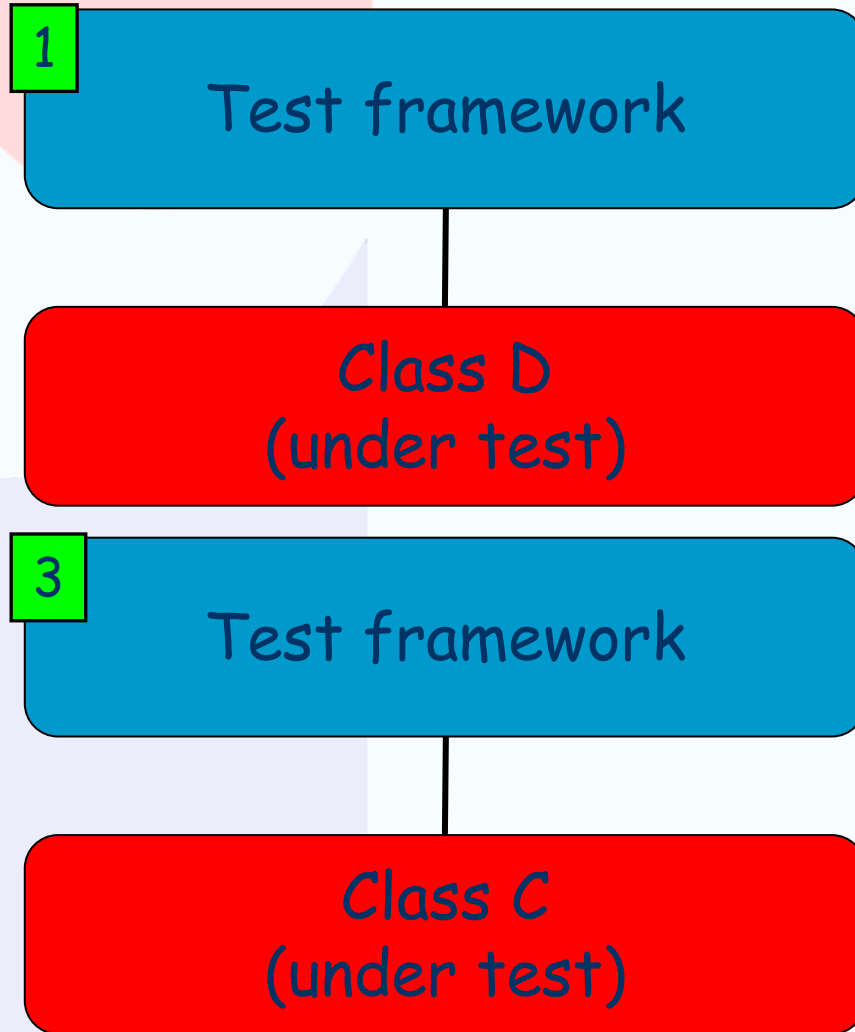 1
Test framework
Class D
(under test)
3
Test framework
Class C
(under test)